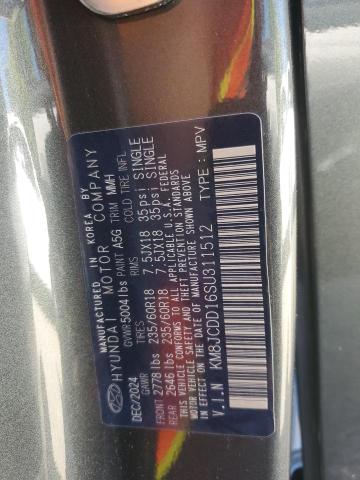 MANUFACTURED IN KOREA BY
HYUNDAI MOTOR COMPANY
DEC/2024 GVWR 5004 lbs PAINT A5G TRIM MMH
GAWR TIRES RIMS COLD TIRE INFL.
FRONT 2778 lbs 235/60R18 7.5JX18 35psi SINGLE
REAR 2646 lbs 235/60R18 7.5JX18 35psi SINGLE
THIS VEHICLE CONFORMS TO ALL APPLICABLE U.S.A. FEDERAL
MOTOR VEHICLE SAFETY AND THEFT PREVENTION STANDARDS
IN EFFECT ON THE DATE OF MANUFACTURE SHOWN ABOVE.
V.I.N KM8JCDD16SU311512 TYPE: MPV